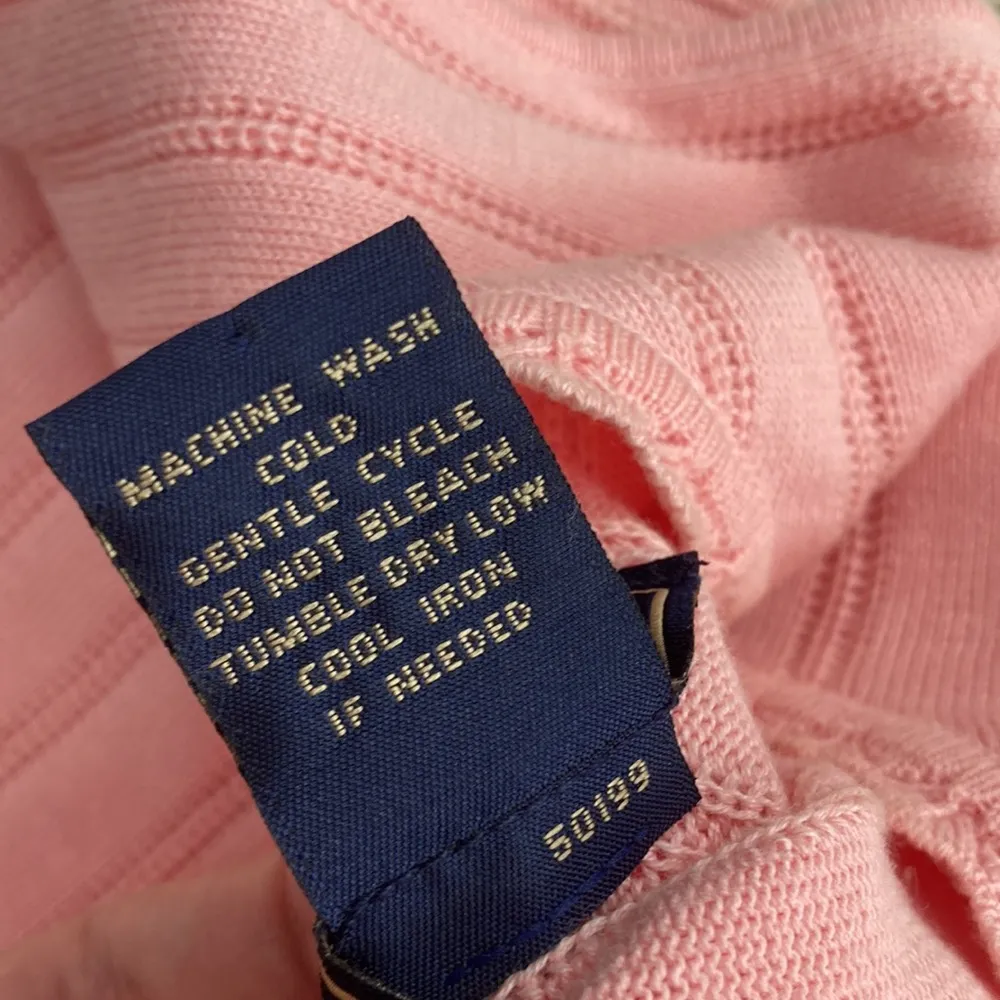 MACHINE WASH
COLD
GENTLE CYCLE
DO NOT BLEACH
TUMBLE DRY LOW
COOL IRON
IF NEEDED
50199